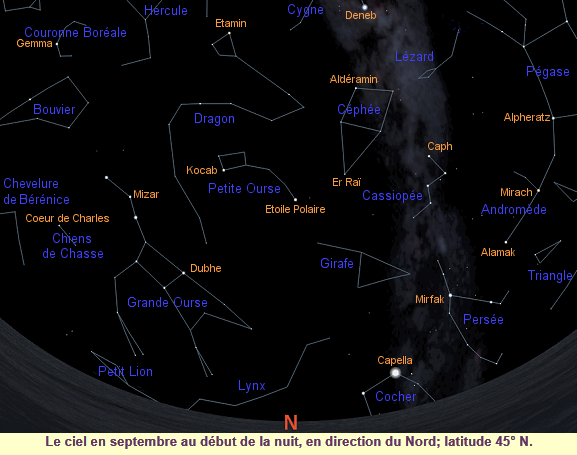 Hercule
Cygne
Deneb
Etamin
Couronne Boréale
Gemma
Lézard
Pégase
Aldéramin
Bouvier
Dragon
Céphée
Alpheratz
Caph
Kocab
Er Raï
Chevelure
de Bérénice
Mizar
Petite Ourse
Cassiopée
Mirach
Etoile Polaire
Andromède
Coeur de Charles
Chiens
de Chasse
Alamak
Dubhe
Girafe
Triangle
Grande Ourse
Mirfak
Persée
Capella
Petit Lion
Lynx
Cocher
N
Le ciel en septembre au début de la nuit, en direction du Nord; latitude 45° N.